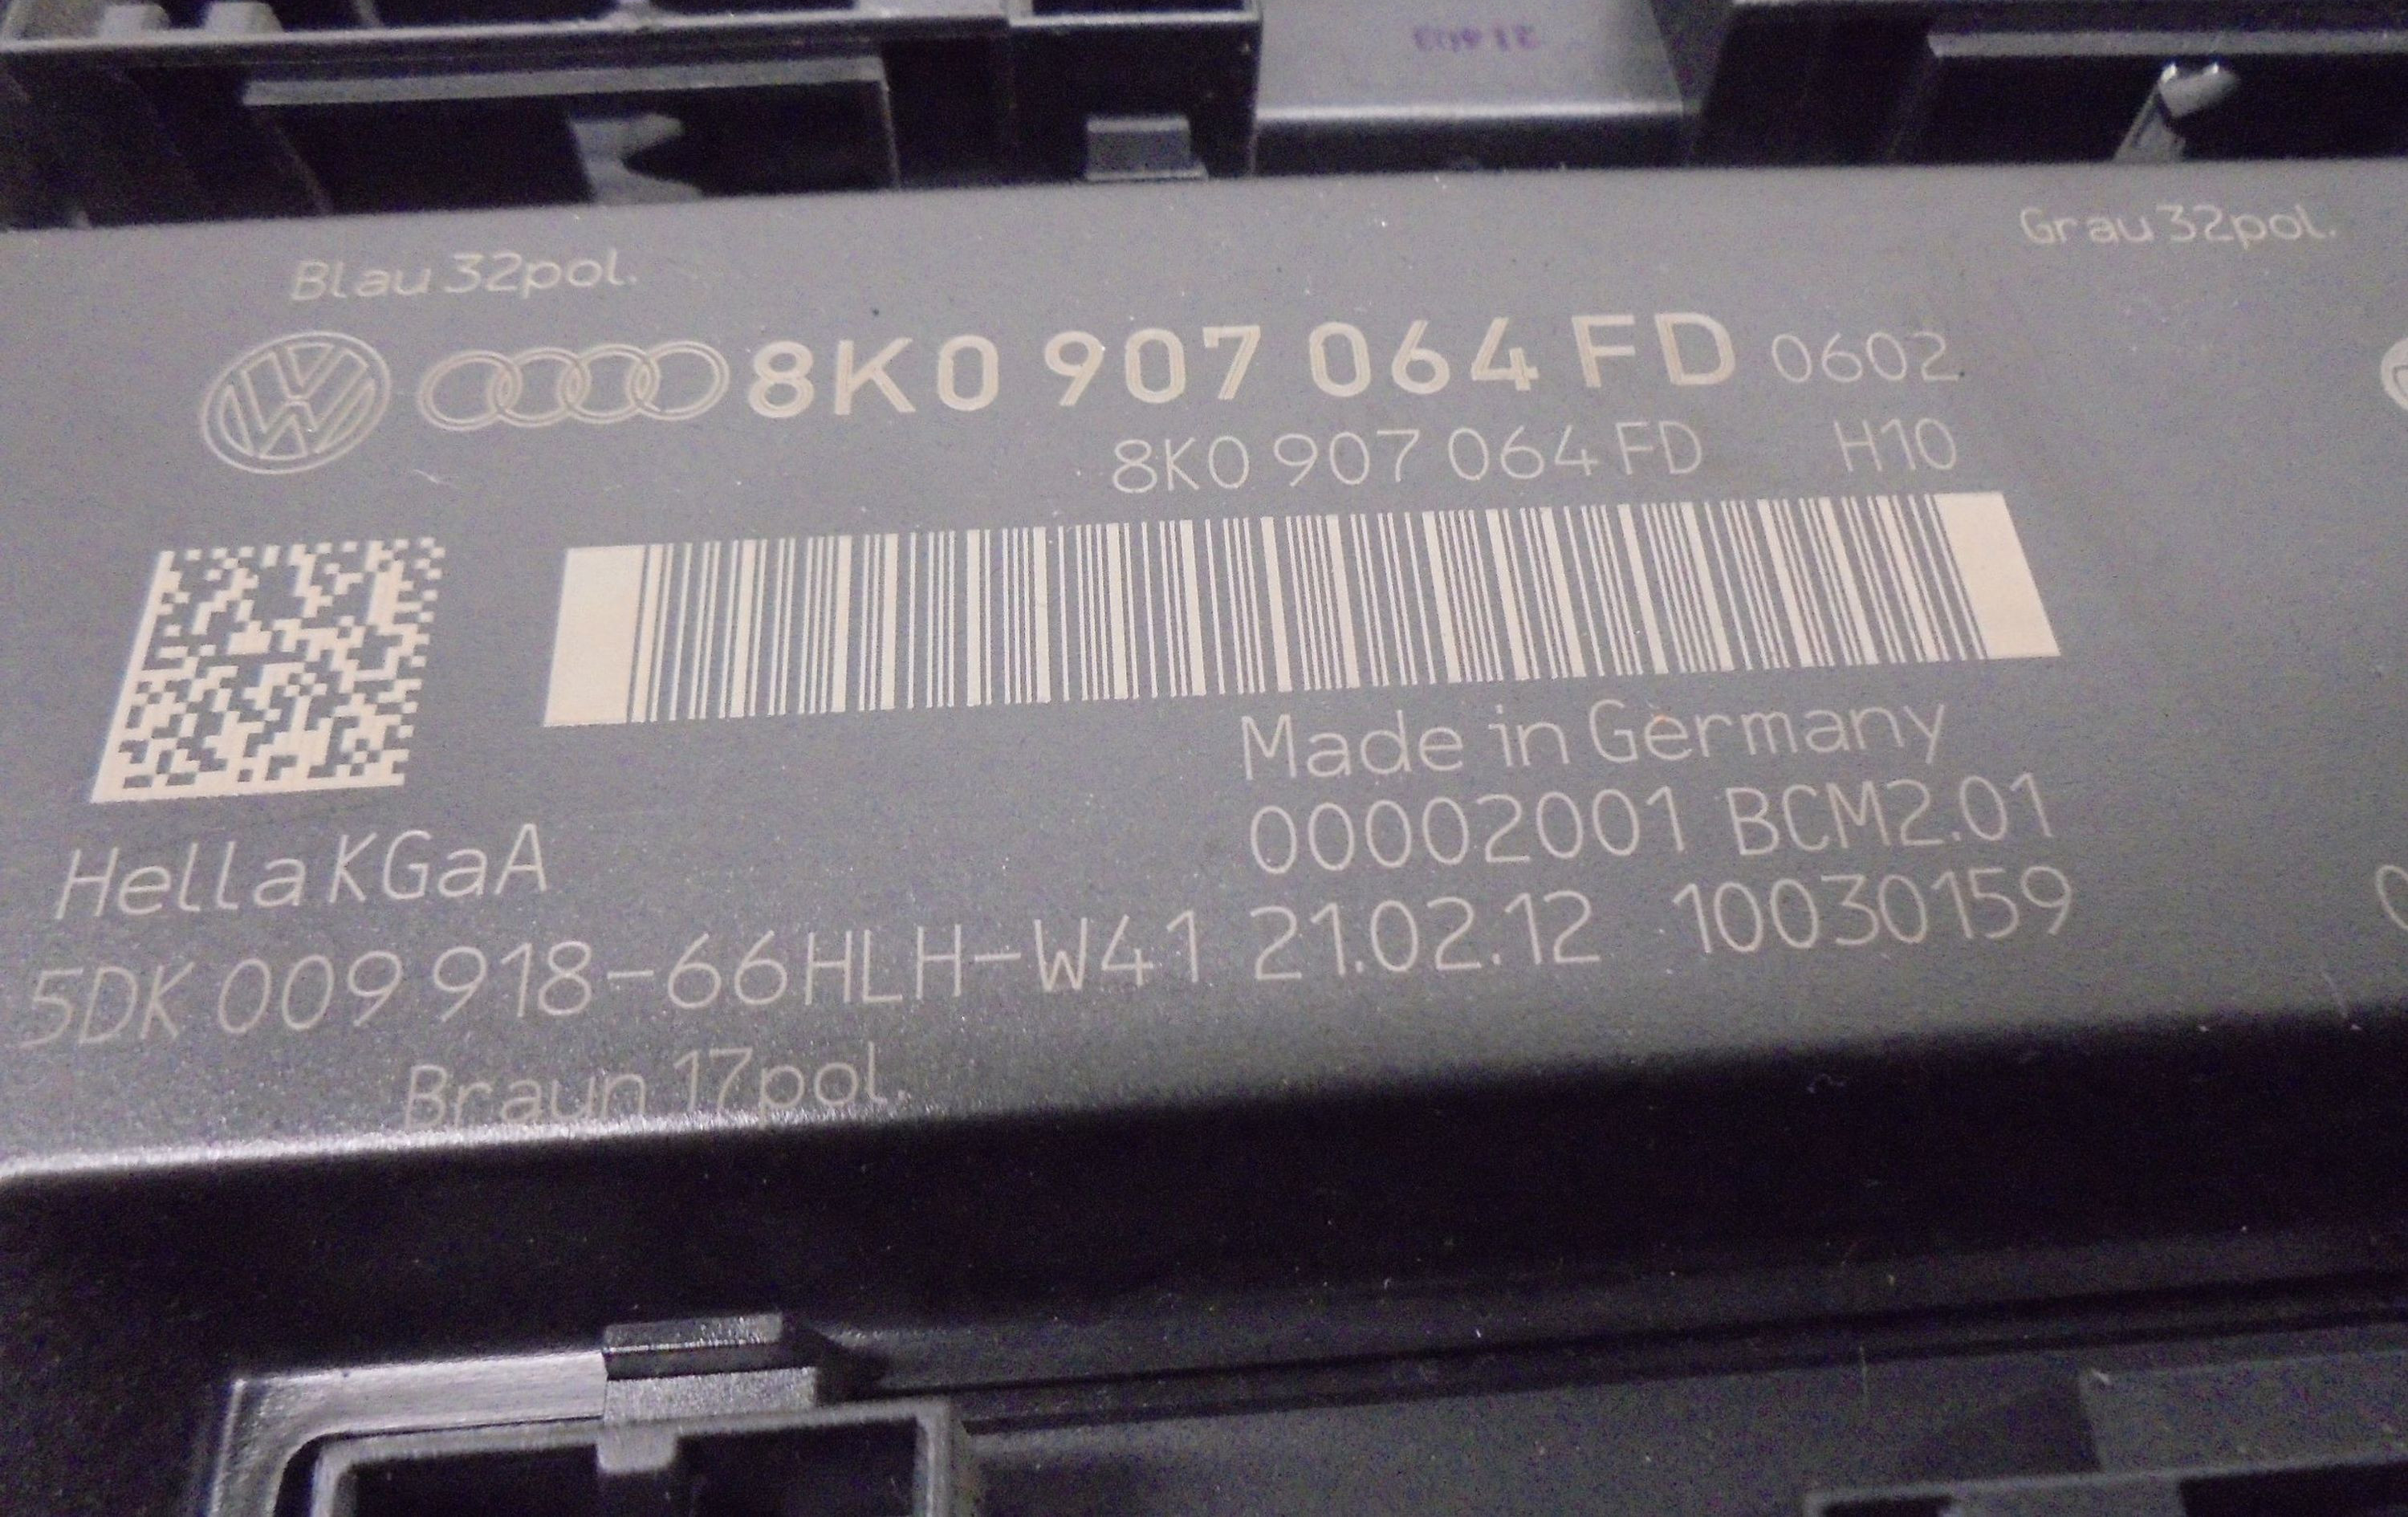 Blau 32pol.
Grau 32pol.
8K0 907 064 FD 0602
8K0 907 064 FD H10
Made in Germany
00002001 BCM2.01
Hella KGaA
5DK 009 918-66 HLH-W41 21.02.12 10030159
Braun 17pol.